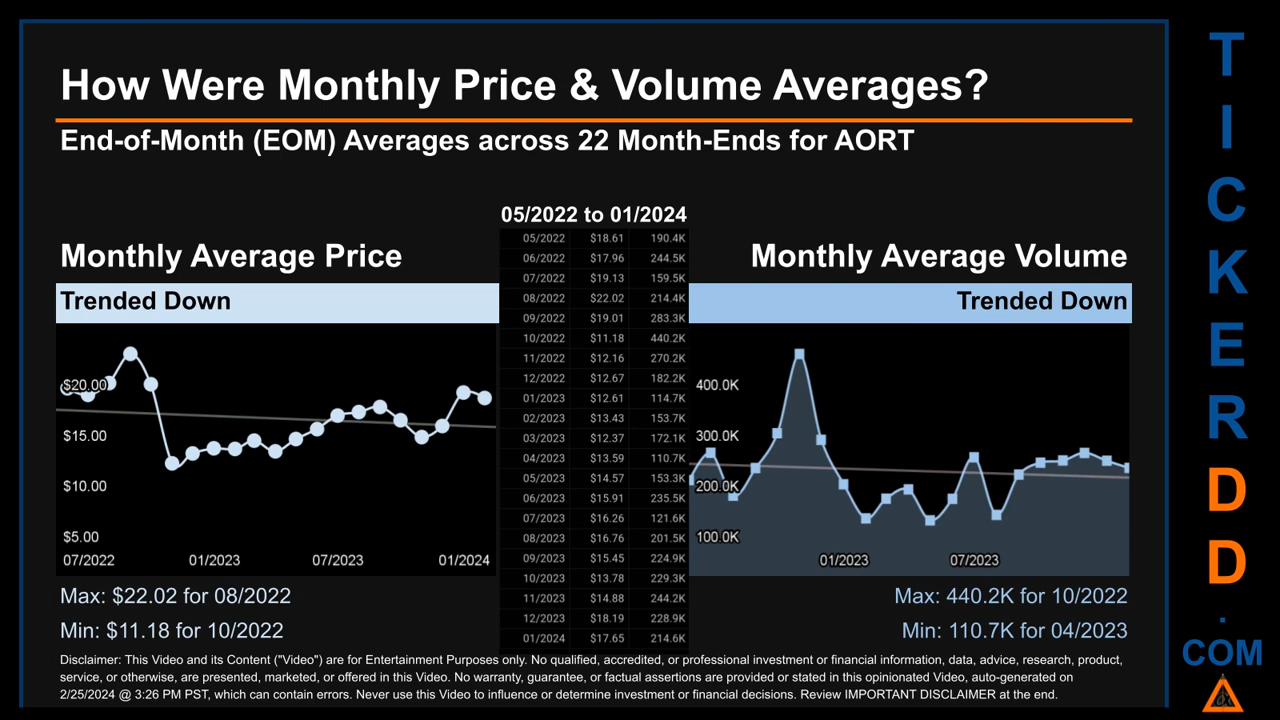 How Were Monthly Price & Volume Averages?
End-of-Month (EOM) Averages across 22 Month-Ends for AORT
05/2022 to 01/2024
Monthly Average Price
Trended Down
$20.00
$15.00
$10.00
$5.00
07/2022 01/2023 07/2023 01/2024
Max: $22.02 for 08/2022
Min: $11.18 for 10/2022
05/2022 $18.61 190.4K
06/2022 $17.96 244.5K
07/2022 $19.13 159.5K
08/2022 $22.02 214.4K
09/2022 $19.01 283.3K
10/2022 $11.18 440.2K
11/2022 $12.16 270.2K
12/2022 $12.67 182.2K
01/2023 $12.61 114.7K
02/2023 $13.43 153.7K
03/2023 $12.37 172.1K
04/2023 $13.59 110.7K
05/2023 $14.57 153.3K
06/2023 $15.91 235.5K
07/2023 $16.26 121.6K
08/2023 $16.76 201.5K
09/2023 $15.45 224.9K
10/2023 $13.78 229.3K
11/2023 $14.88 244.2K
12/2023 $18.19 228.9K
01/2024 $17.65 214.6K
Monthly Average Volume
Trended Down
400.0K
300.0K
200.0K
100.0K
01/2023 07/2023
Max: 440.2K for 10/2022
Min: 110.7K for 04/2023
Disclaimer: This Video and its Content ("Video") are for Entertainment Purposes only. No qualified, accredited, or professional investment or financial information, data, advice, research, product,
service, or otherwise, are presented, marketed, or offered in this Video. No warranty, guarantee, or factual assertions are provided or stated in this opinionated Video, auto-generated on
2/25/2024 @ 3:26 PM PST, which can contain errors. Never use this Video to influence or determine investment or financial decisions. Review IMPORTANT DISCLAIMER at the end.
T
I
C
K
E
R
D
D
.
COM